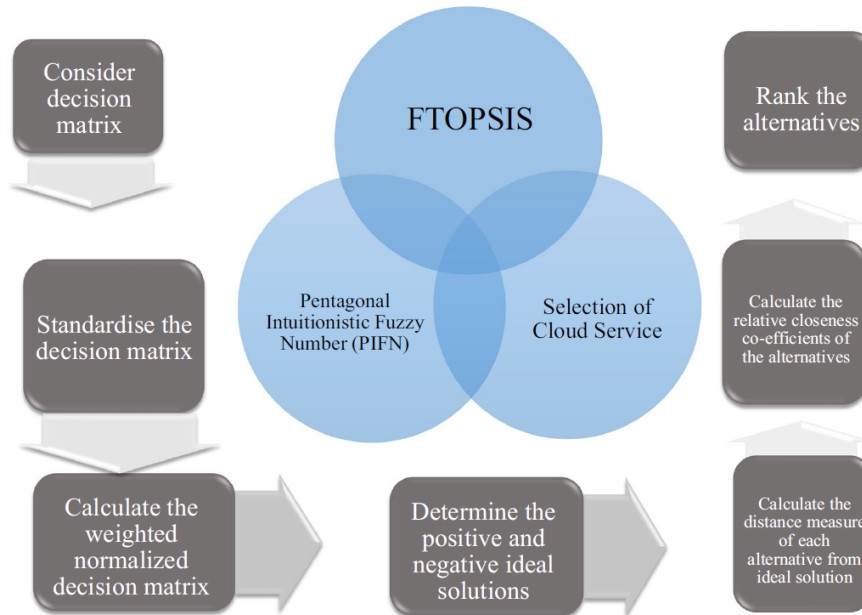 Consider
decision
matrix
Standardise the
decision matrix
Calculate the
weighted
normalized
decision matrix
Determine the
positive and
negative ideal
solutions
Calculate the
distance measure
of each
alternative from
ideal solution
Calculate the
relative closeness
co-efficients of
the alternatives
Rank the
alternatives
FTOPSIS
Pentagonal
Intuitionistic Fuzzy
Number (PIFN)
Selection of
Cloud Service